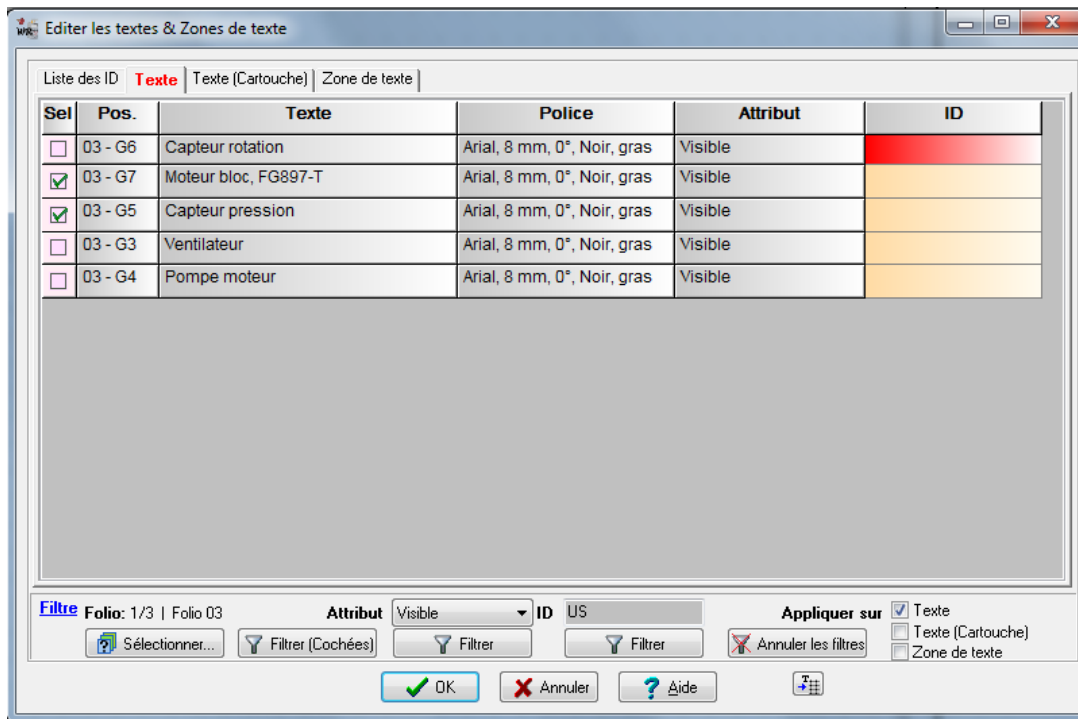 Editer les textes & Zones de texte
Liste des ID Texte Texte (Cartouche) Zone de texte
Sel Pos. Texte Police Attribut ID
03 - G6 Capteur rotation Arial, 8 mm, 0°, Noir, gras Visible
03 - G7 Moteur bloc, FG897-T Arial, 8 mm, 0°, Noir, gras Visible
03 - G5 Capteur pression Arial, 8 mm, 0°, Noir, gras Visible
03 - G3 Ventilateur Arial, 8 mm, 0°, Noir, gras Visible
03 - G4 Pompe moteur Arial, 8 mm, 0°, Noir, gras Visible
Filtre Folio: 1/3 | Folio 03 Attribut Visible ID US Appliquer sur Texte
Texte (Cartouche)
Sélectionner... Filtrer (Cochées) Filtrer Filtrer Annuler les filtres
Zone de texte
OK Annuler Aide